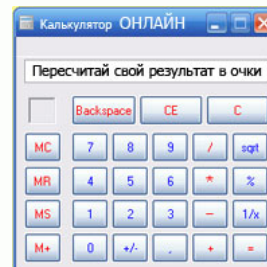 Калькулятор ОНЛАЙН
Пересчитай свой результат в очки
Backspace CE C
MC 7 8 9 / sqrt
MR 4 5 6 * %
MS 1 2 3 - 1/x
M+ 0 +/- , + =